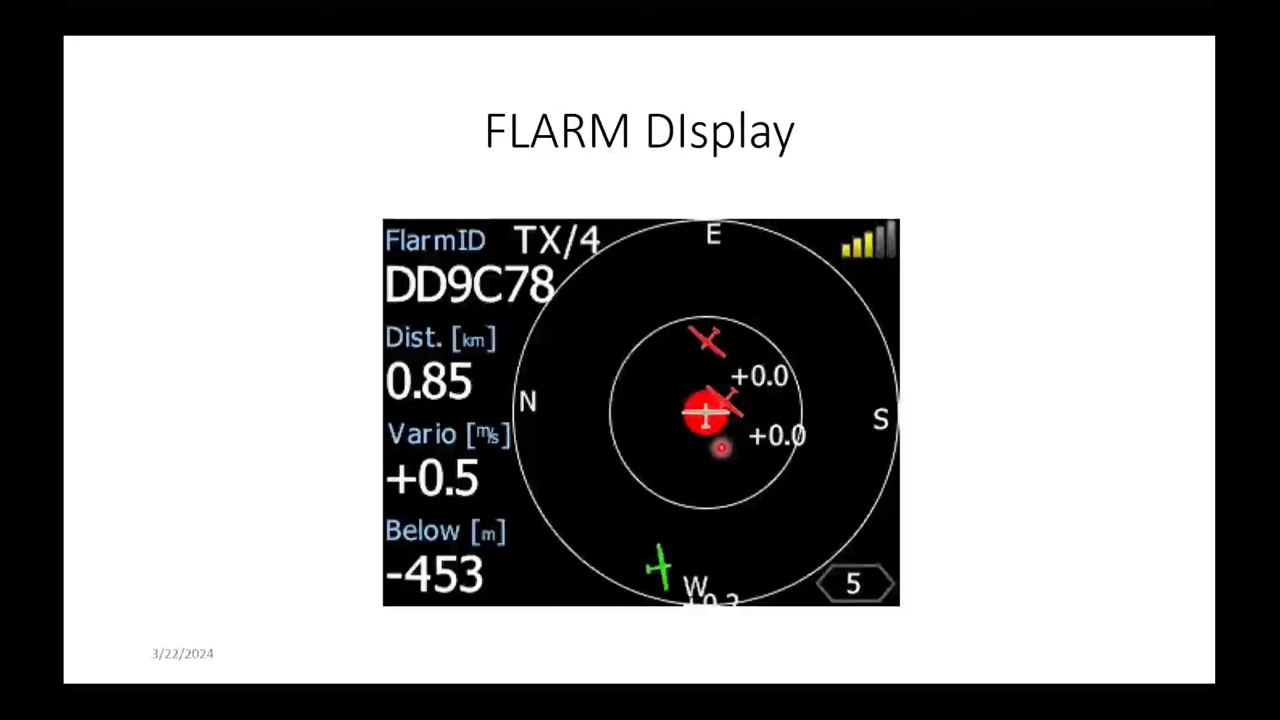 FLARM DIsplay
FlarmID TX/4
DD9C78
E
Dist. [km]
0.85
+0.0
N
S
Vario [m/s]
+0.5
+0.0
Below [m]
-453
W
5
3/22/2024